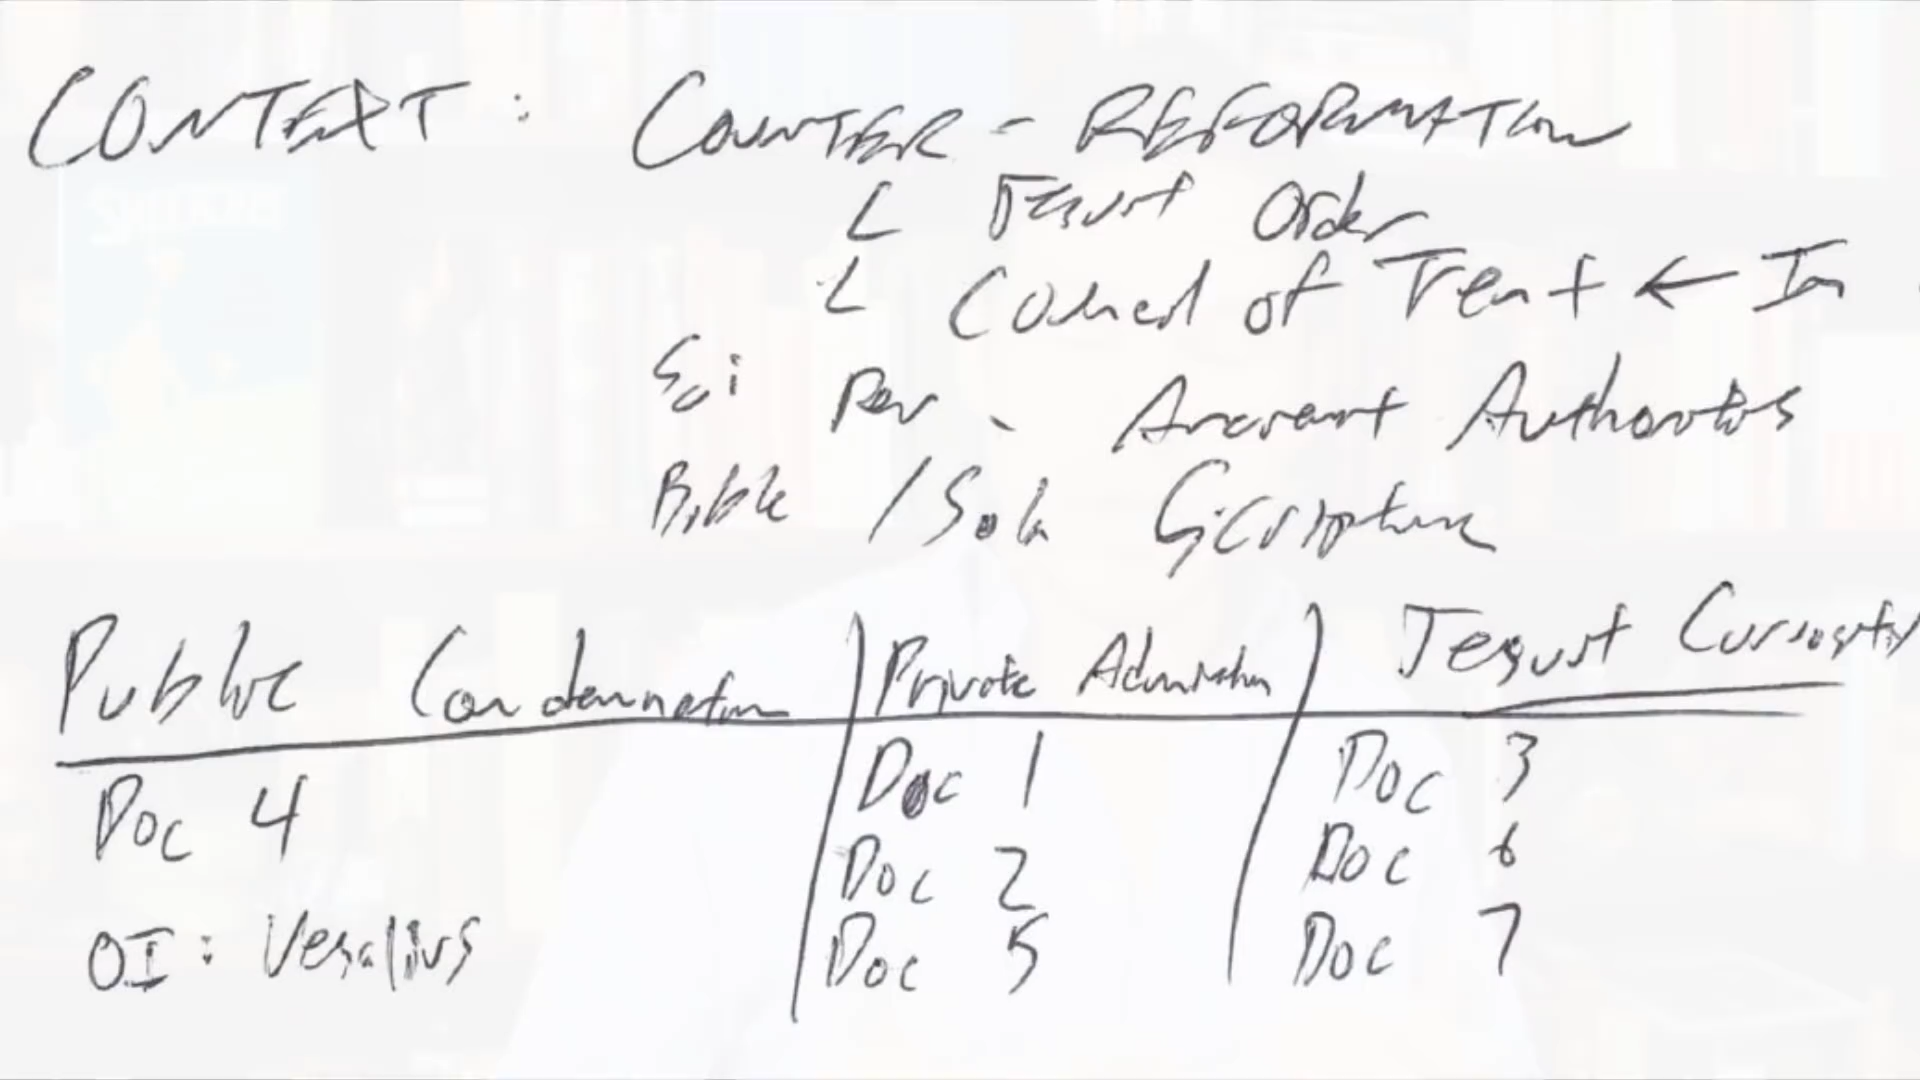 CONTEXT: COUNTER-REFORMATION
L Jesuit Order
L Council of Trent ← In
Sci Rev - Ancient Authorities
Bible / Sola Scriptura
Public Condemnation | Private Admiration | Jesuit Curiosity
Doc 4 | Doc 1 | Doc 3
Doc 2 | Doc 6
OI: Vesalius | Doc 5 | Doc 7